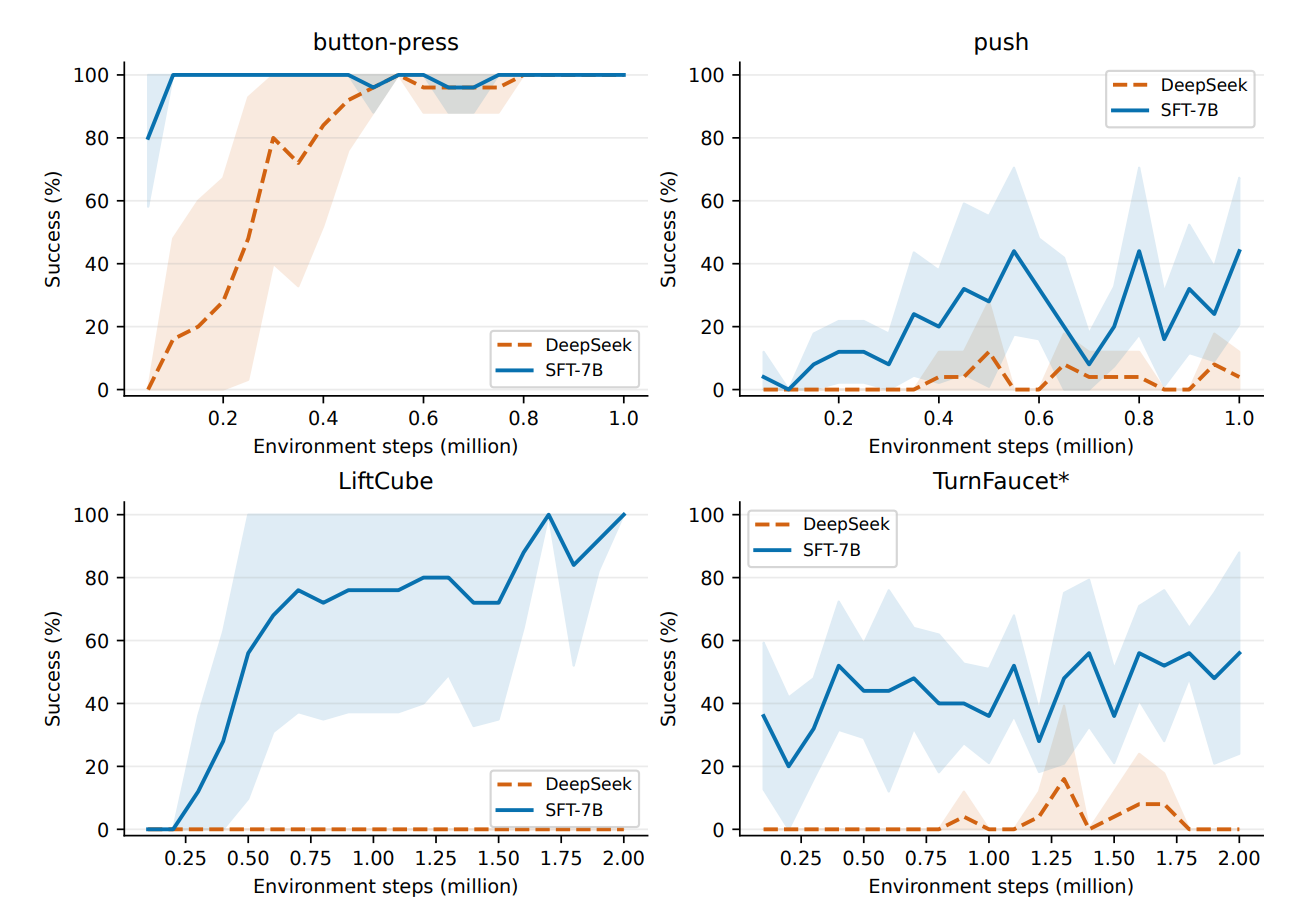 button-press
100
80
60
40
20
0
Success (%)
DeepSeek
SFT-7B
0.2 0.4 0.6 0.8 1.0
Environment steps (million)
push
100
80
60
40
20
0
Success (%)
DeepSeek
SFT-7B
0.2 0.4 0.6 0.8 1.0
Environment steps (million)
LiftCube
100
80
60
40
20
0
Success (%)
DeepSeek
SFT-7B
0.25 0.50 0.75 1.00 1.25 1.50 1.75 2.00
Environment steps (million)
TurnFaucet*
100
80
60
40
20
0
Success (%)
DeepSeek
SFT-7B
0.25 0.50 0.75 1.00 1.25 1.50 1.75 2.00
Environment steps (million)